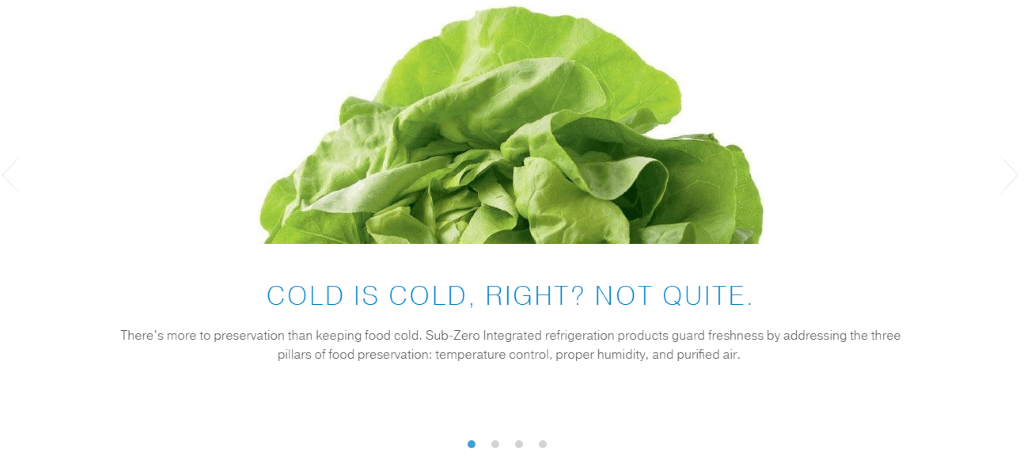 COLD IS COLD, RIGHT? NOT QUITE.
There's more to preservation than keeping food cold. Sub-Zero Integrated refrigeration products guard freshness by addressing the three
pillars of food preservation: temperature control, proper humidity, and purified air.